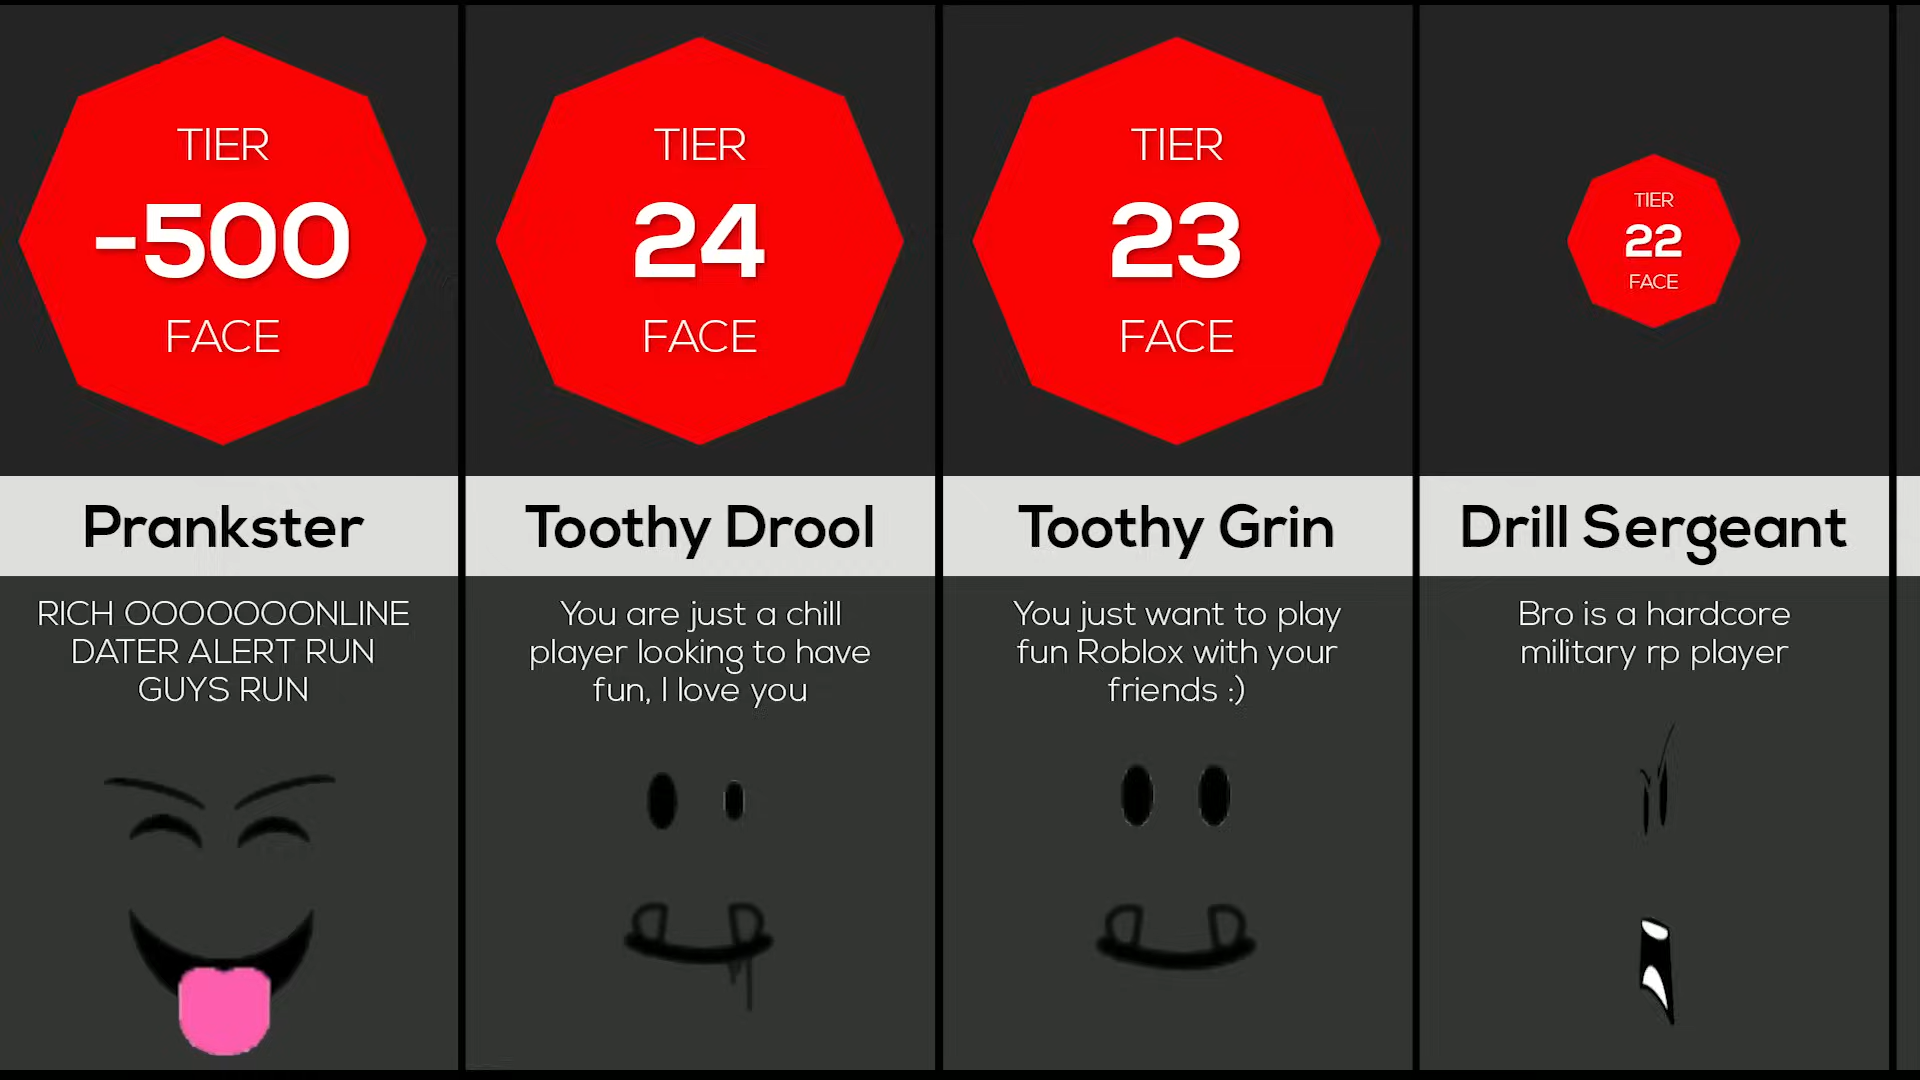 TIER
-500
FACE
Prankster
RICH OOOOOOONLINE
DATER ALERT RUN
GUYS RUN
TIER
24
FACE
Toothy Drool
You are just a chill
player looking to have
fun, I love you
TIER
23
FACE
Toothy Grin
You just want to play
fun Roblox with your
friends :)
TIER
22
FACE
Drill Sergeant
Bro is a hardcore
military rp player